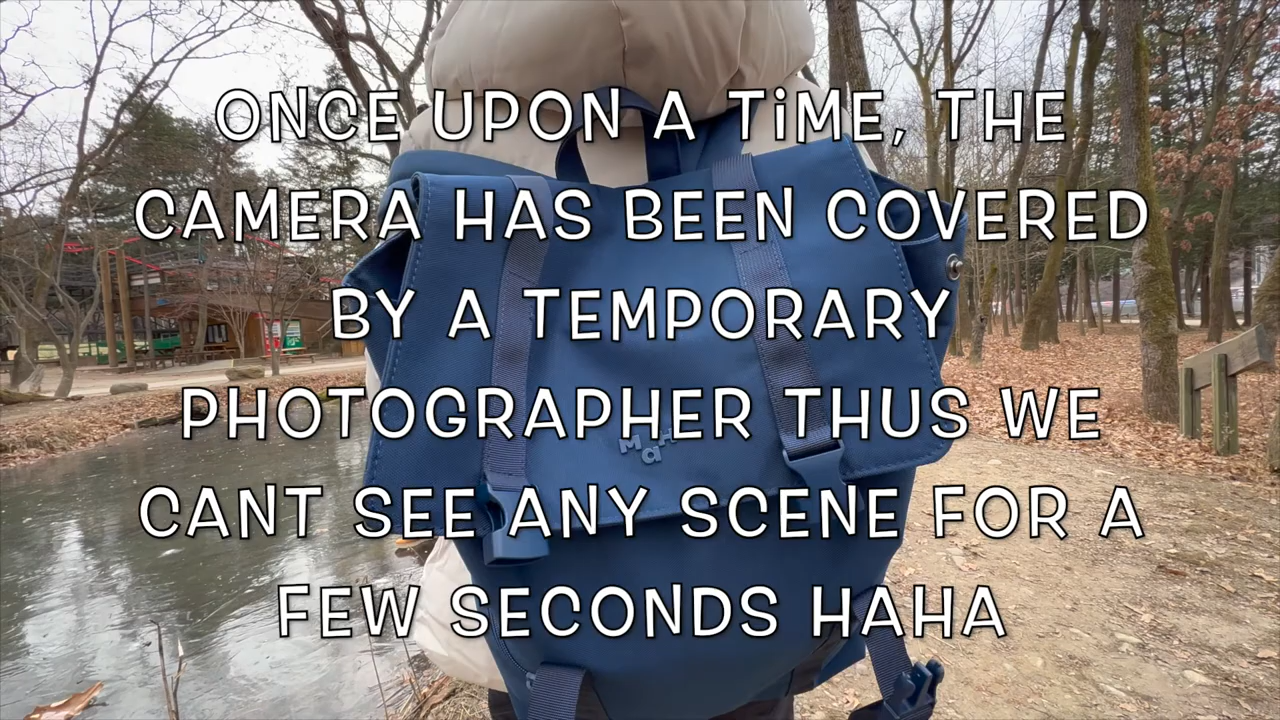 ONCE UPON A TiME, THE
CAMERA HAS BEEN COVERED
BY A TEMPORARY
PHOTOGRAPHER THUS WE
CANT SEE ANY SCENE FOR A
FEW SECONDS HAHA
MaH